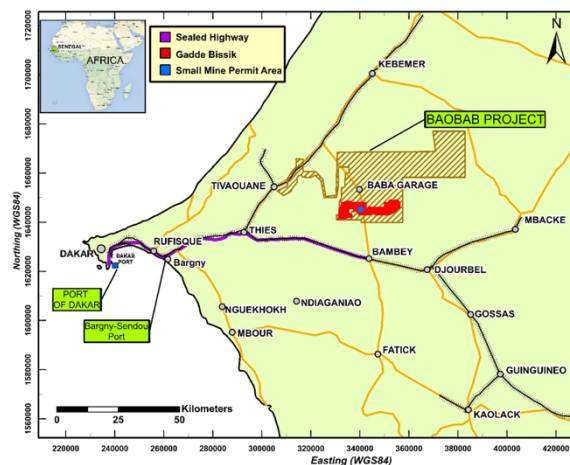 SENEGAL
AFRICA
Sealed Highway
Gadde Bissik
Small Mine Permit Area
N
KEBEMER
BAOBAB PROJECT
TIVAOUANE
BABA GARAGE
THIES
MBACKE
RUFISQUE
DAKAR
DAKAR
PORT
Bargny
BAMBEY
DJOURBEL
PORT
OF DAKAR
Bargny-Sendou
Port
NGUEKHOKH
NDIAGANIAO
GOSSAS
MBOUR
FATICK
GUINGUINEO
KAOLACK
Kilometers
0 25 50
1720000
1700000
1680000
1660000
1640000
1620000
1600000
1580000
1560000
Northing (WGS84)
220000 240000 260000 280000 300000 320000 340000 360000 380000 400000 420000
Easting (WGS84)